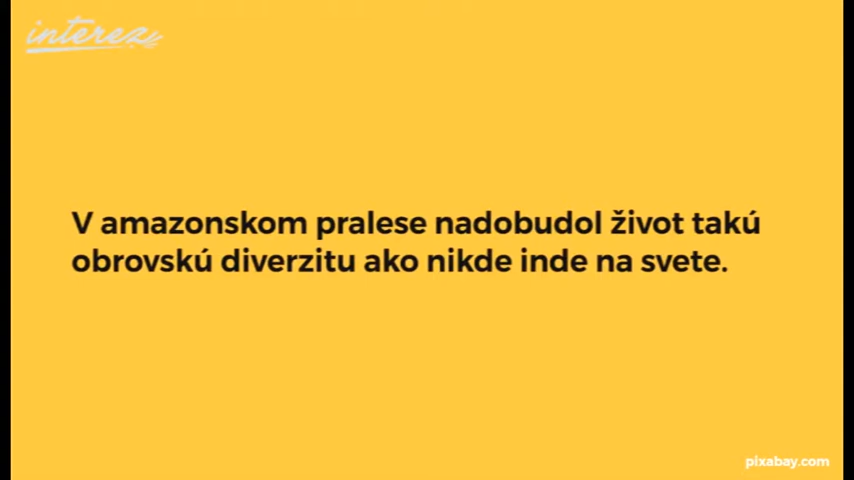 interez
V amazonskom pralese nadobudol život takú
obrovskú diverzitu ako nikde inde na svete.
pixabay.com